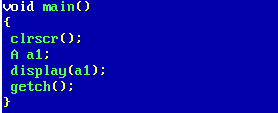 void main()
{
clrscr();
A a1;
display(a1);
getch();
}